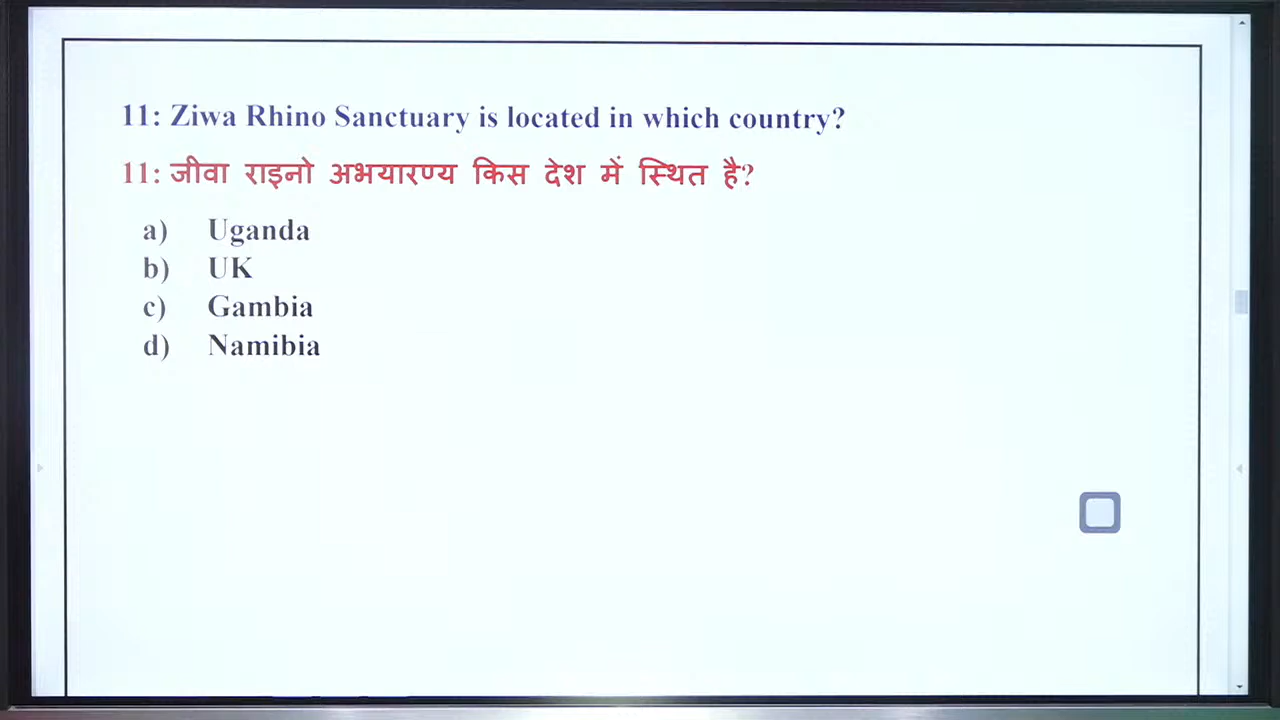 11: Ziwa Rhino Sanctuary is located in which country?
11: जीवा राइनो अभयारण्य किस देश में स्थित है?
a) Uganda
b) UK
c) Gambia
d) Namibia